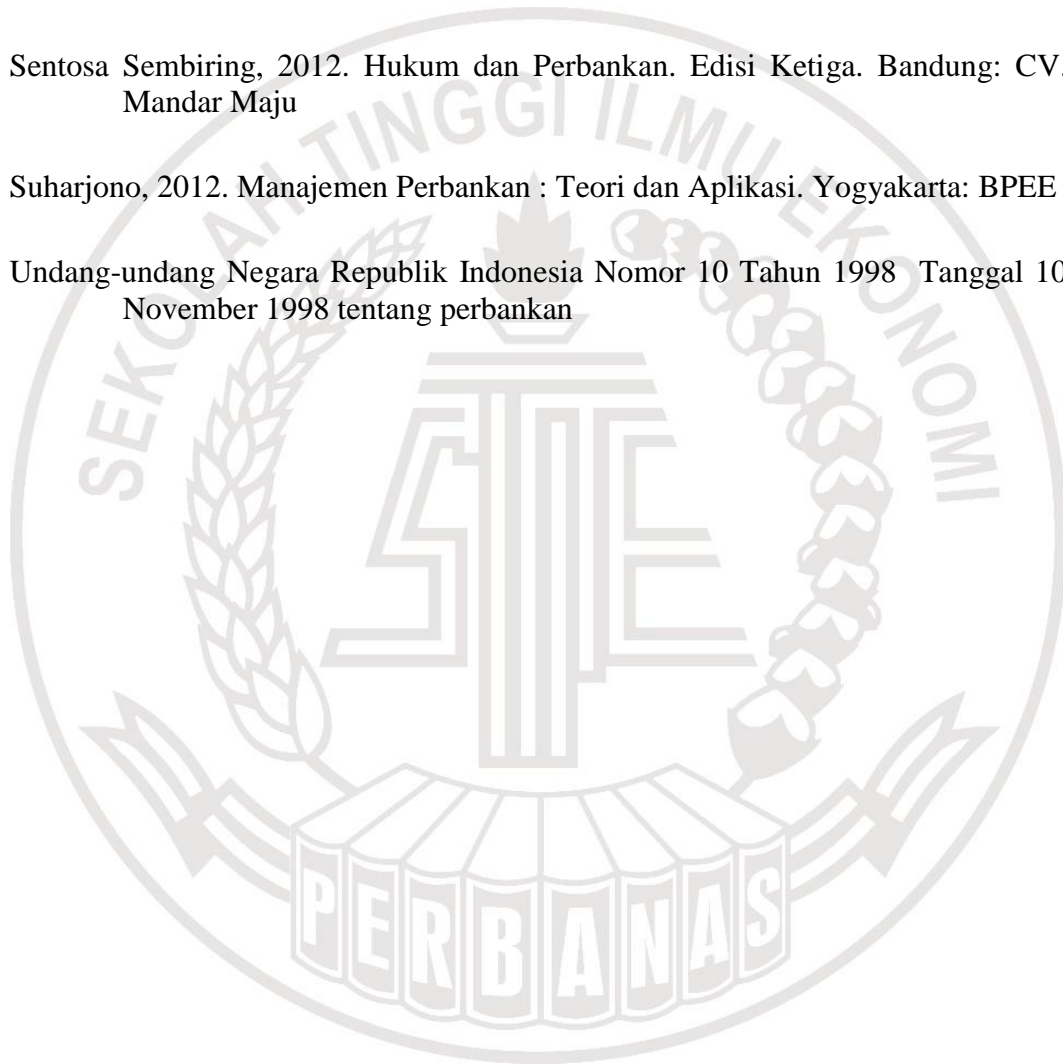 Sentosa Sembiring, 2012. Hukum dan Perbankan. Edisi Ketiga. Bandung: CV.
Mandar Maju
Suharjono, 2012. Manajemen Perbankan : Teori dan Aplikasi. Yogyakarta: BPEE
Undang-undang Negara Republik Indonesia Nomor 10 Tahun 1998 Tanggal 10
November 1998 tentang perbankan
SEKOLAH TINGGI ILMU EKONOMI
STIE
PERBANAS